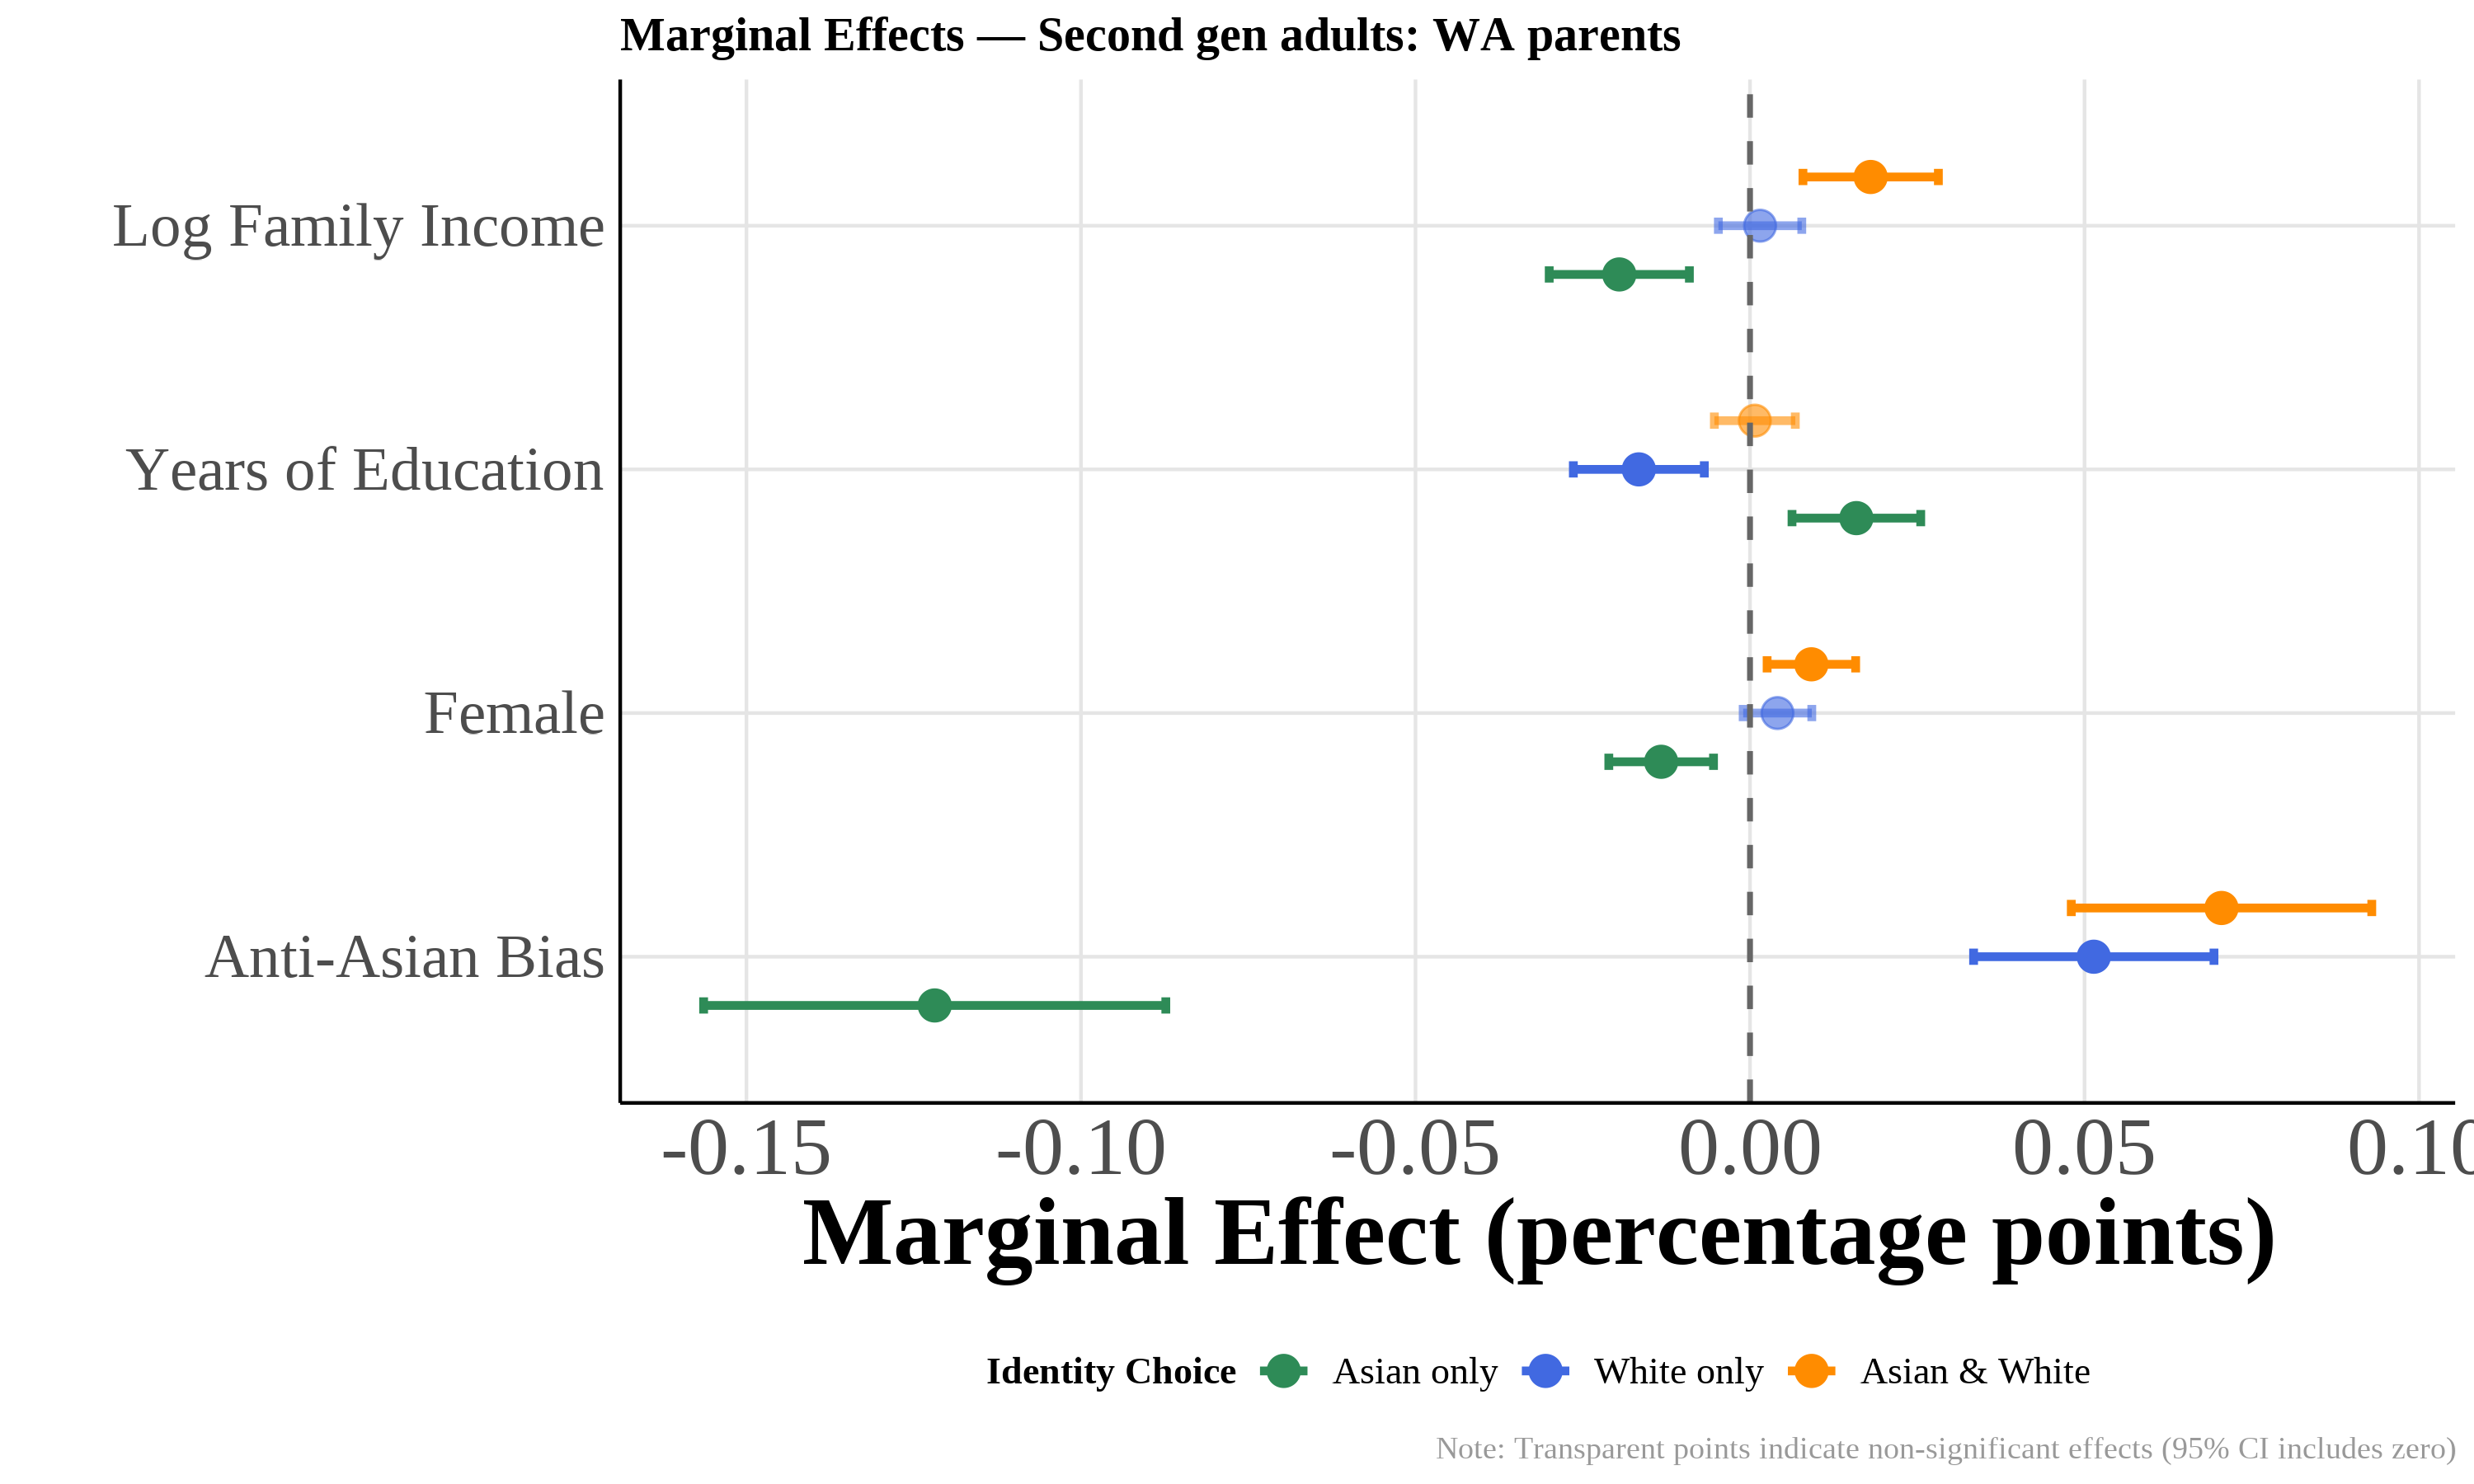 Marginal Effects — Second gen adults: WA parents
Log Family Income
Years of Education
Female
Anti-Asian Bias
-0.15 -0.10 -0.05 0.00 0.05 0.10
Marginal Effect (percentage points)
Identity Choice Asian only White only Asian & White
Note: Transparent points indicate non-significant effects (95% CI includes zero)